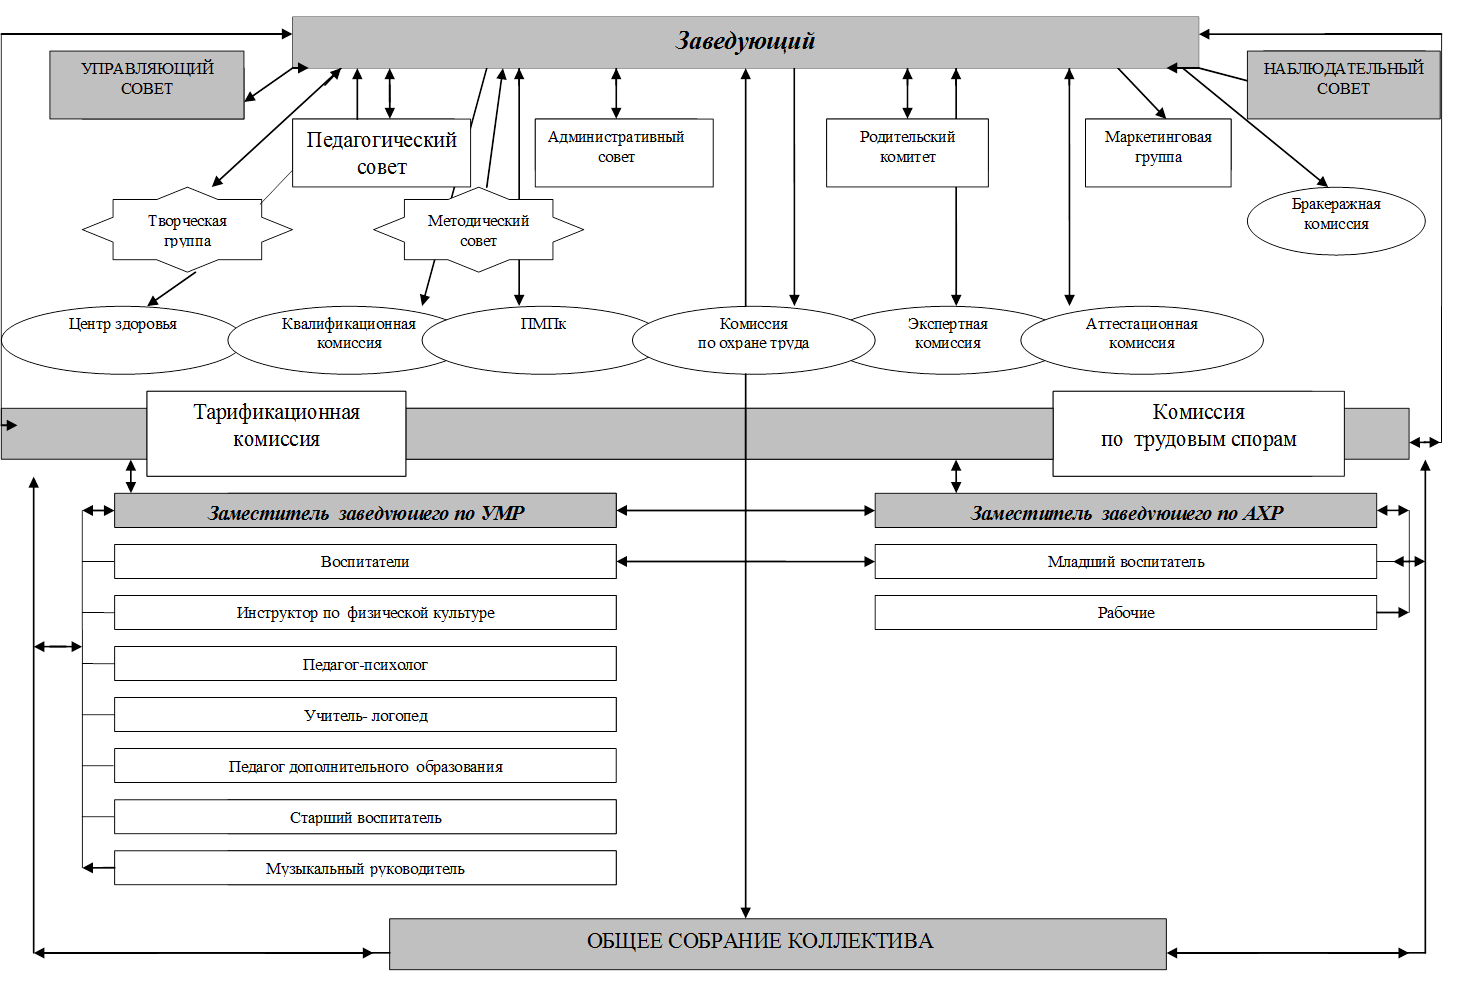 Заведующий
УПРАВЛЯЮЩИЙ
СОВЕТ
НАБЛЮДАТЕЛЬНЫЙ
СОВЕТ
Педагогический
совет
Административный
совет
Родительский
комитет
Маркетинговая
группа
Творческая
группа
Методический
совет
Бракеражная
комиссия
Центр здоровья
Квалификационная
комиссия
ПМПк
Комиссия
по охране труда
Экспертная
комиссия
Аттестационная
комиссия
Тарификационная
комиссия
Комиссия
по трудовым спорам
Заместитель заведующего по УМР
Заместитель заведующего по АХР
Воспитатели
Младший воспитатель
Инструктор по физической культуре
Рабочие
Педагог-психолог
Учитель- логопед
Педагог дополнительного образования
Старший воспитатель
Музыкальный руководитель
ОБЩЕЕ СОБРАНИЕ КОЛЛЕКТИВА